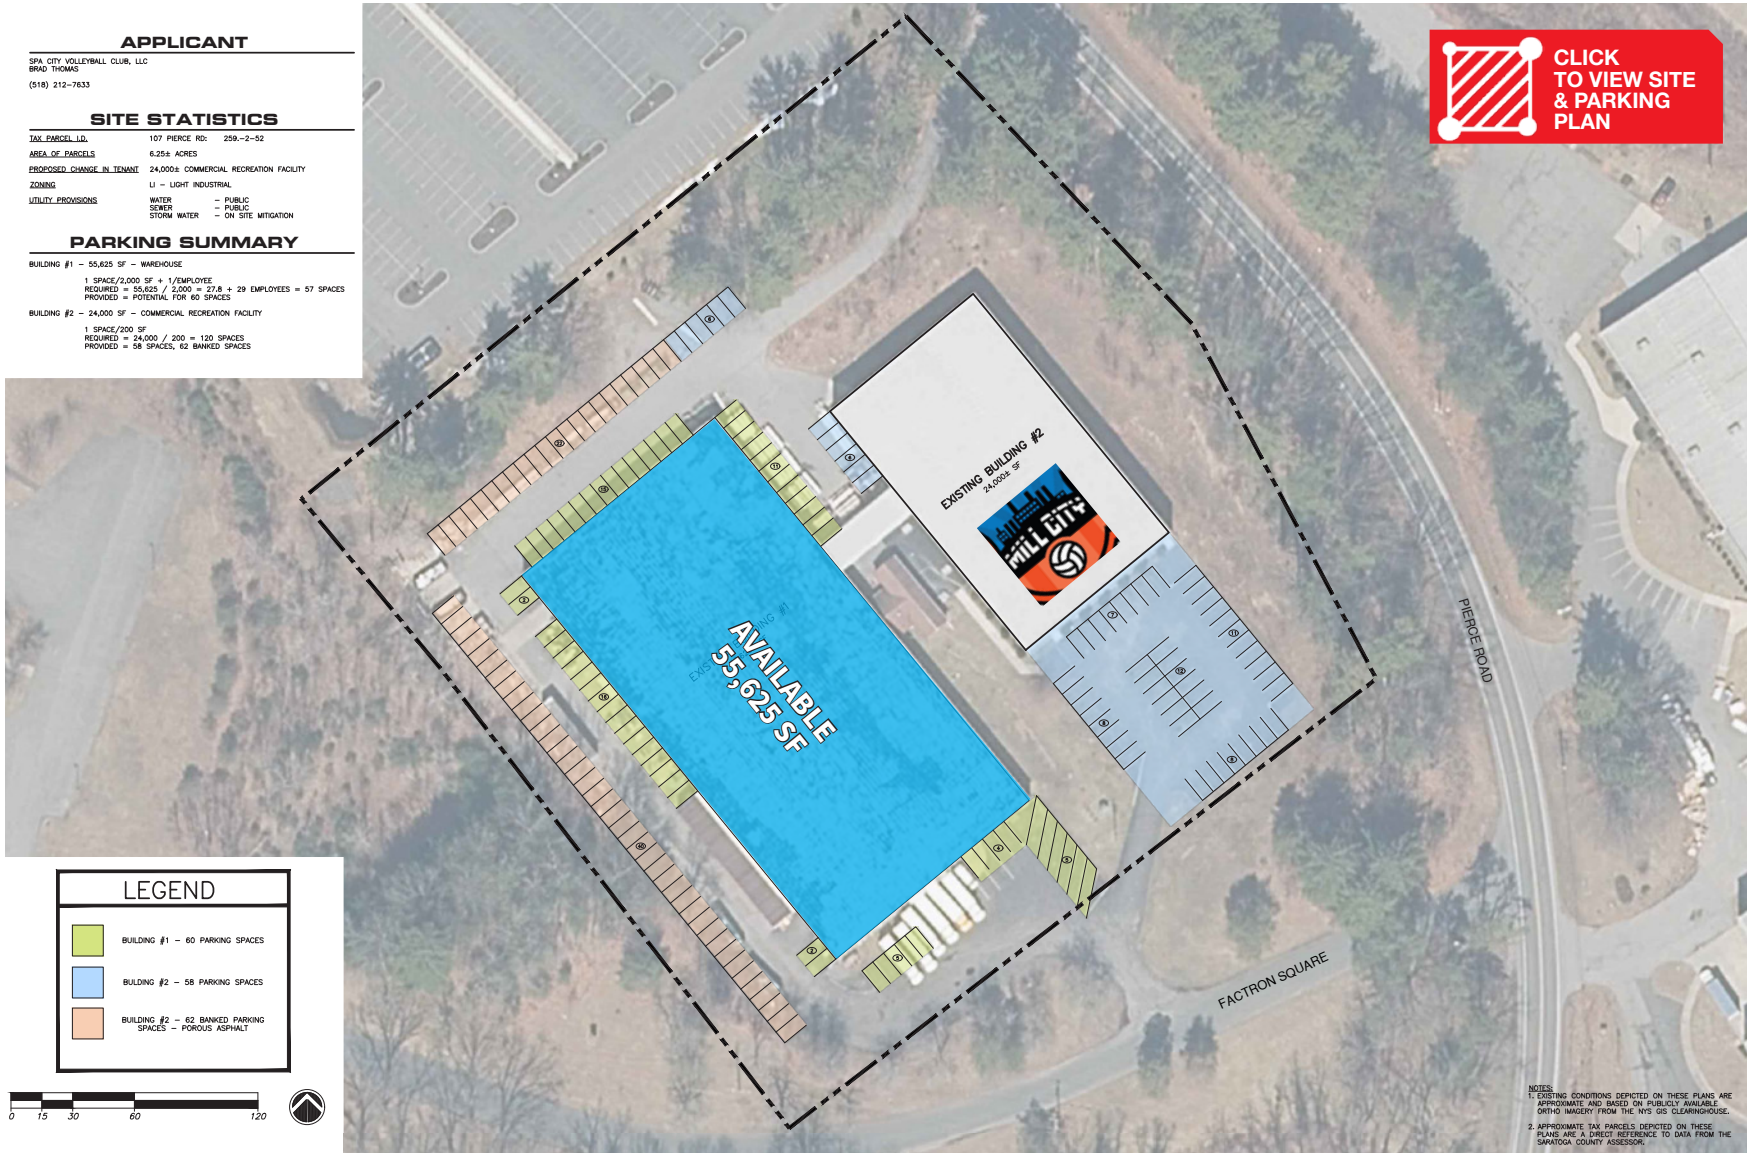 APPLICANT
SPA CITY VOLLEYBALL CLUB, LLC
BRAD THOMAS
(518) 212-7633
SITE STATISTICS
TAX PARCEL I.D. 107 PIERCE RD: 259.-2-52
AREA OF PARCELS 6.25± ACRES
PROPOSED CHANGE IN TENANT 24,000± COMMERCIAL RECREATION FACILITY
ZONING LI - LIGHT INDUSTRIAL
UTILITY PROVISIONS WATER - PUBLIC
SEWER - PUBLIC
STORM WATER - ON SITE MITIGATION
PARKING SUMMARY
BUILDING #1 - 55,625 SF - WAREHOUSE
1 SPACE/2,000 SF + 1/EMPLOYEE
REQUIRED = 55,625 / 2,000 = 27.8 + 29 EMPLOYEES = 57 SPACES
PROVIDED = POTENTIAL FOR 60 SPACES
BUILDING #2 - 24,000 SF - COMMERCIAL RECREATION FACILITY
1 SPACE/200 SF
REQUIRED = 24,000 / 200 = 120 SPACES
PROVIDED = 58 SPACES, 62 BANKED SPACES
CLICK
TO VIEW SITE
& PARKING
PLAN
EXISTING BUILDING #2
24,000± SF
MILL CITY
AVAILABLE
55,625 SF
PIERCE ROAD
FACTRON SQUARE
LEGEND
BUILDING #1 - 60 PARKING SPACES
BULDING #2 - 58 PARKING SPACES
BUILDING #2 - 62 BANKED PARKING
SPACES - POROUS ASPHALT
0 15 30 60 120
NOTES:
1. EXISTING CONDITIONS DEPICTED ON THESE PLANS ARE
APPROXIMATE AND BASED ON PUBLICLY AVAILABLE
ORTHO IMAGERY FROM THE NYS GIS CLEARINGHOUSE.
2. APPROXIMATE TAX PARCELS DEPICTED ON THESE
PLANS ARE A DIRECT REFERENCE TO DATA FROM THE
SARATOGA COUNTY ASSESSOR.